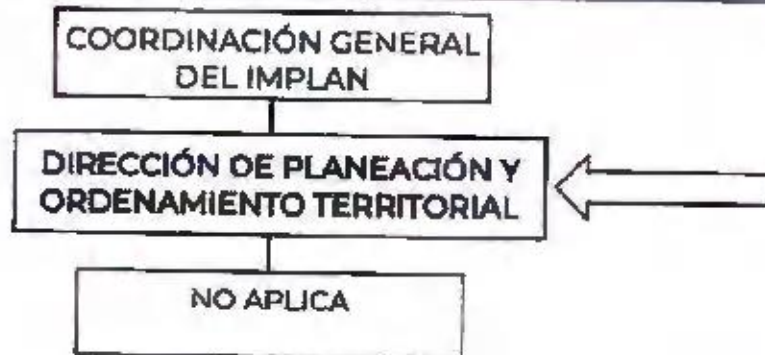 COORDINACIÓN GENERAL
DEL IMPLAN
DIRECCIÓN DE PLANEACIÓN Y
ORDENAMIENTO TERRITORIAL
NO APLICA